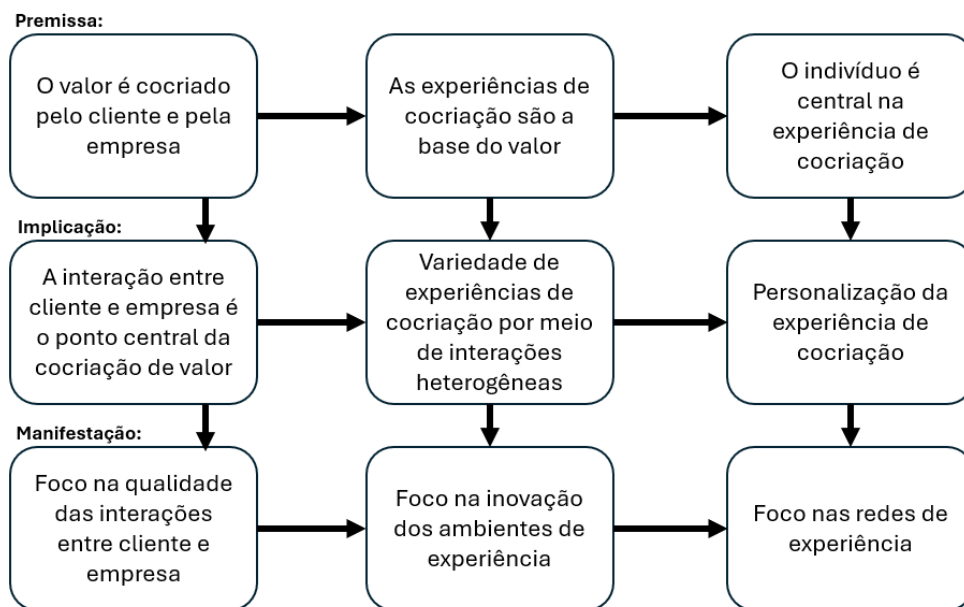 Premissa:
O valor é cocriado
pelo cliente e pela
empresa
As experiências de
cocriação são a
base do valor
O indivíduo é
central na
experiência de
cocriação
Implicação:
A interação entre
cliente e empresa é
o ponto central da
cocriação de valor
Variedade de
experiências de
cocriação por meio
de interações
heterogêneas
Personalização da
experiência de
cocriação
Manifestação:
Foco na qualidade
das interações
entre cliente e
empresa
Foco na inovação
dos ambientes de
experiência
Foco nas redes de
experiência